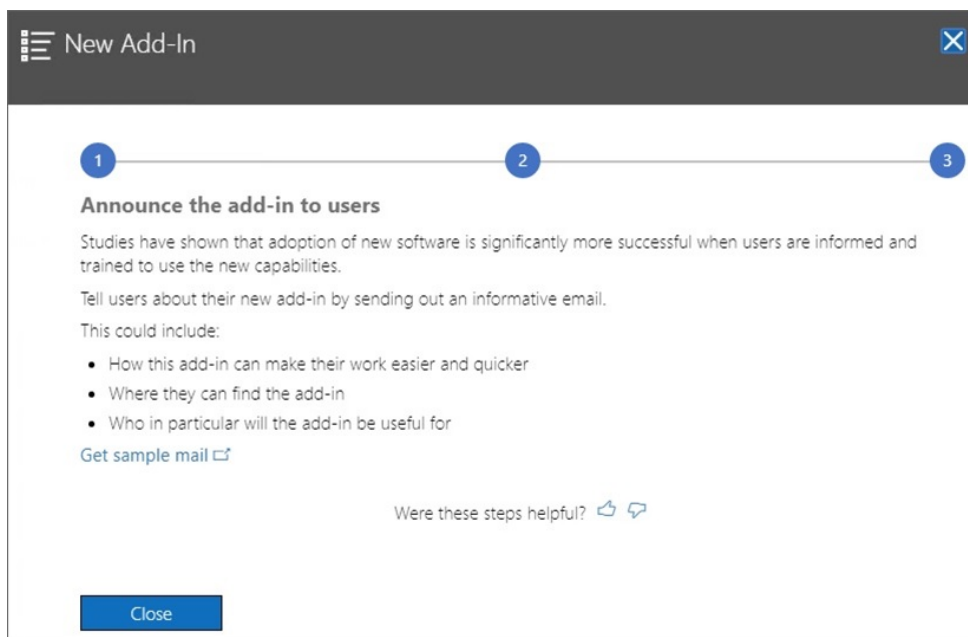 New Add-In
1 2 3
Announce the add-in to users
Studies have shown that adoption of new software is significantly more successful when users are informed and
trained to use the new capabilities.
Tell users about their new add-in by sending out an informative email.
This could include:
• How this add-in can make their work easier and quicker
• Where they can find the add-in
• Who in particular will the add-in be useful for
Get sample mail
Were these steps helpful?
Close